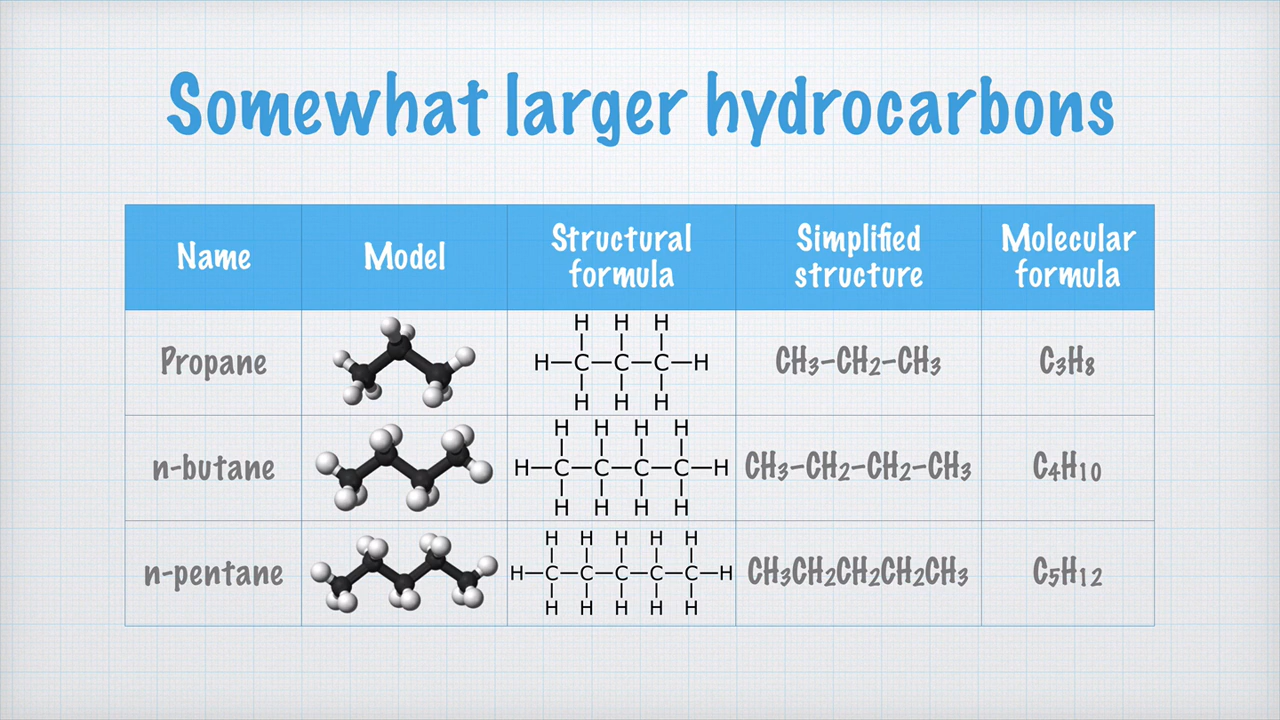 Somewhat larger hydrocarbons
Name
Model
Structural
formula
Simplified
structure
Molecular
formula
Propane
H H H
H–C–C–C–H
H H H
CH₃–CH₂–CH₃
C₃H₈
n-butane
H H H H
H–C–C–C–C–H
H H H H
CH₃–CH₂–CH₂–CH₃
C₄H₁₀
n-pentane
H H H H H
H–C–C–C–C–C–H
H H H H H
CH₃CH₂CH₂CH₂CH₃
C₅H₁₂